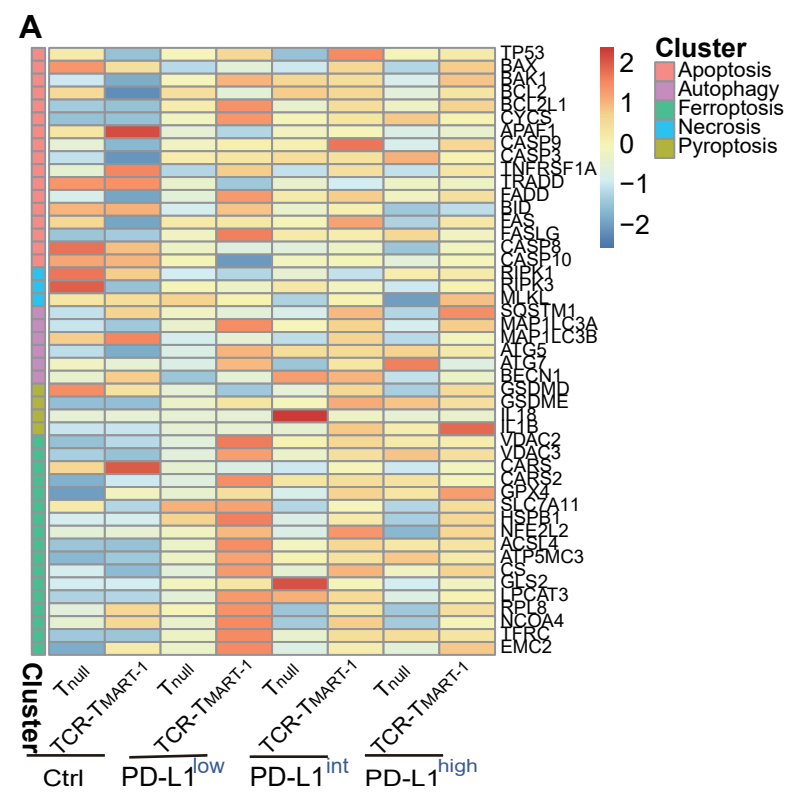 A
TP53
BAX
BAK1
BCL2
BCL2L1
CYCS
APAF1
CASP9
CASP3
TNFRSF1A
TRADD
FADD
BID
FAS
FASLG
CASP8
CASP10
RIPK1
RIPK3
MLKL
SQSTM1
MAP1LC3A
MAP1LC3B
ATG5
ATG7
BECN1
GSDMD
GSDME
IL18
IL1B
VDAC2
VDAC3
CARS
CARS2
GPX4
SLC7A11
HSPB1
NFE2L2
ACSL4
ATP5MC3
CS
GLS2
LPCAT3
RPL8
NCOA4
TFRC
EMC2
2
1
0
−1
−2
Cluster
Apoptosis
Autophagy
Ferroptosis
Necrosis
Pyroptosis
Cluster
Tnull
TCR-TMART-1
Tnull
TCR-TMART-1
Tnull
TCR-TMART-1
Tnull
TCR-TMART-1
Ctrl
PD-L1low
PD-L1int
PD-L1high